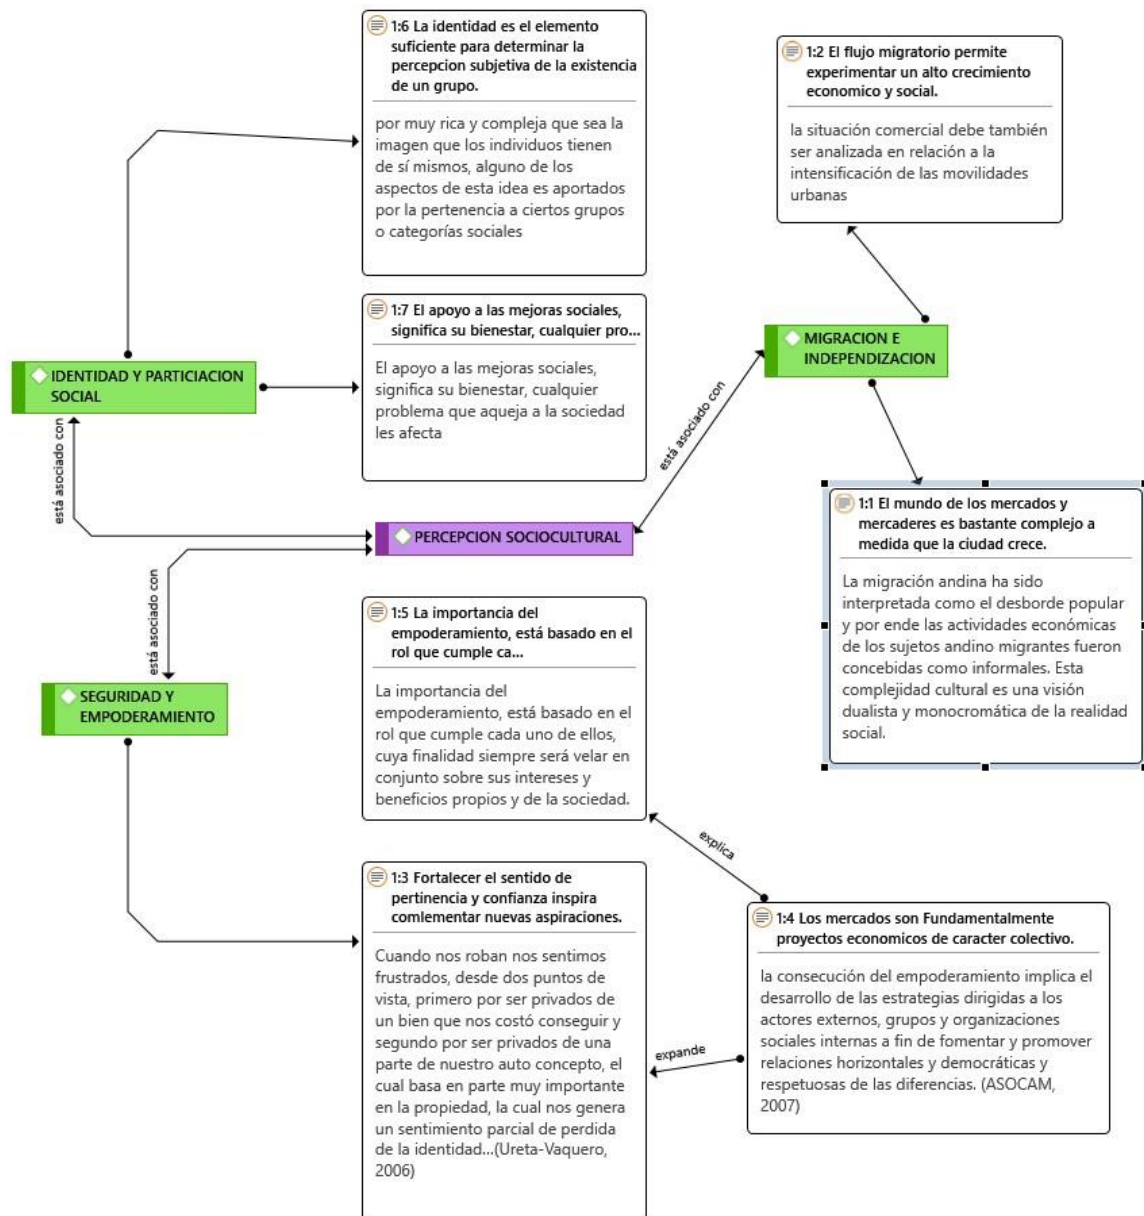 1:6 La identidad es el elemento
suficiente para determinar la
percepcion subjetiva de la existencia
de un grupo.
por muy rica y compleja que sea la
imagen que los individuos tienen
de sí mismos, alguno de los
aspectos de esta idea es aportados
por la pertenencia a ciertos grupos
o categorías sociales
1:2 El flujo migratorio permite
experimentar un alto crecimiento
economico y social.
la situación comercial debe también
ser analizada en relación a la
intensificación de las movilidades
urbanas
1:7 El apoyo a las mejoras sociales,
significa su bienestar, cualquier pro...
El apoyo a las mejoras sociales,
significa su bienestar, cualquier
problema que aqueja a la sociedad
les afecta
MIGRACION E
INDEPENDIZACION
IDENTIDAD Y PARTICIACION
SOCIAL
está asociado con
está asociado con
PERCEPCION SOCIOCULTURAL
1:1 El mundo de los mercados y
mercaderes es bastante complejo a
medida que la ciudad crece.
La migración andina ha sido
interpretada como el desborde popular
y por ende las actividades económicas
de los sujetos andino migrantes fueron
concebidas como informales. Esta
complejidad cultural es una visión
dualista y monocromática de la realidad
social.
está asociado con
1:5 La importancia del
empoderamiento, está basado en el
rol que cumple ca...
La importancia del
empoderamiento, está basado en el
rol que cumple cada uno de ellos,
cuya finalidad siempre será velar en
conjunto sobre sus intereses y
beneficios propios y de la sociedad.
SEGURIDAD Y
EMPODERAMIENTO
explica
1:3 Fortalecer el sentido de
pertinencia y confianza inspira
comlementar nuevas aspiraciones.
Cuando nos roban nos sentimos
frustrados, desde dos puntos de
vista, primero por ser privados de
un bien que nos costó conseguir y
segundo por ser privados de una
parte de nuestro auto concepto, el
cual basa en parte muy importante
en la propiedad, la cual nos genera
un sentimiento parcial de perdida
de la identidad...(Ureta-Vaquero,
2006)
expande
1:4 Los mercados son Fundamentalmente
proyectos economicos de caracter colectivo.
la consecución del empoderamiento implica el
desarrollo de las estrategias dirigidas a los
actores externos, grupos y organizaciones
sociales internas a fin de fomentar y promover
relaciones horizontales y democráticas y
respetuosas de las diferencias. (ASOCAM,
2007)